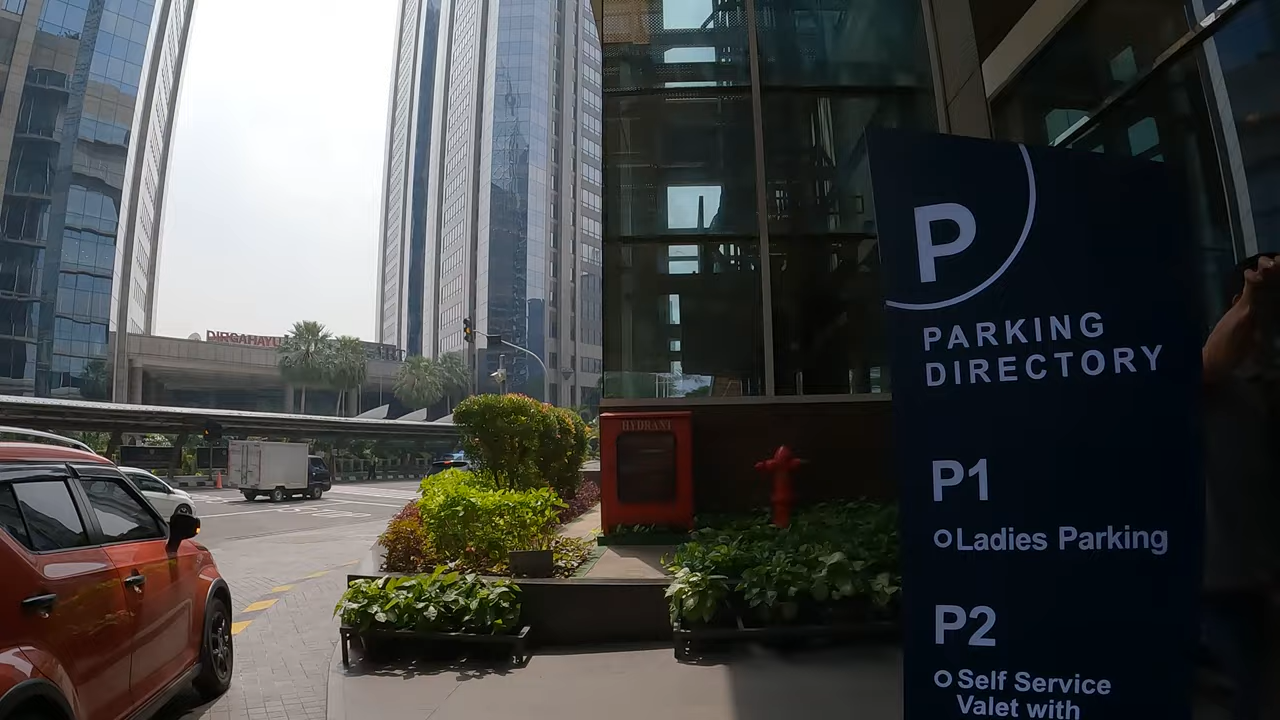 DIRGAHAYU
HYDRANT
P
PARKING
DIRECTORY
P1
Ladies Parking
P2
Self Service
Valet with